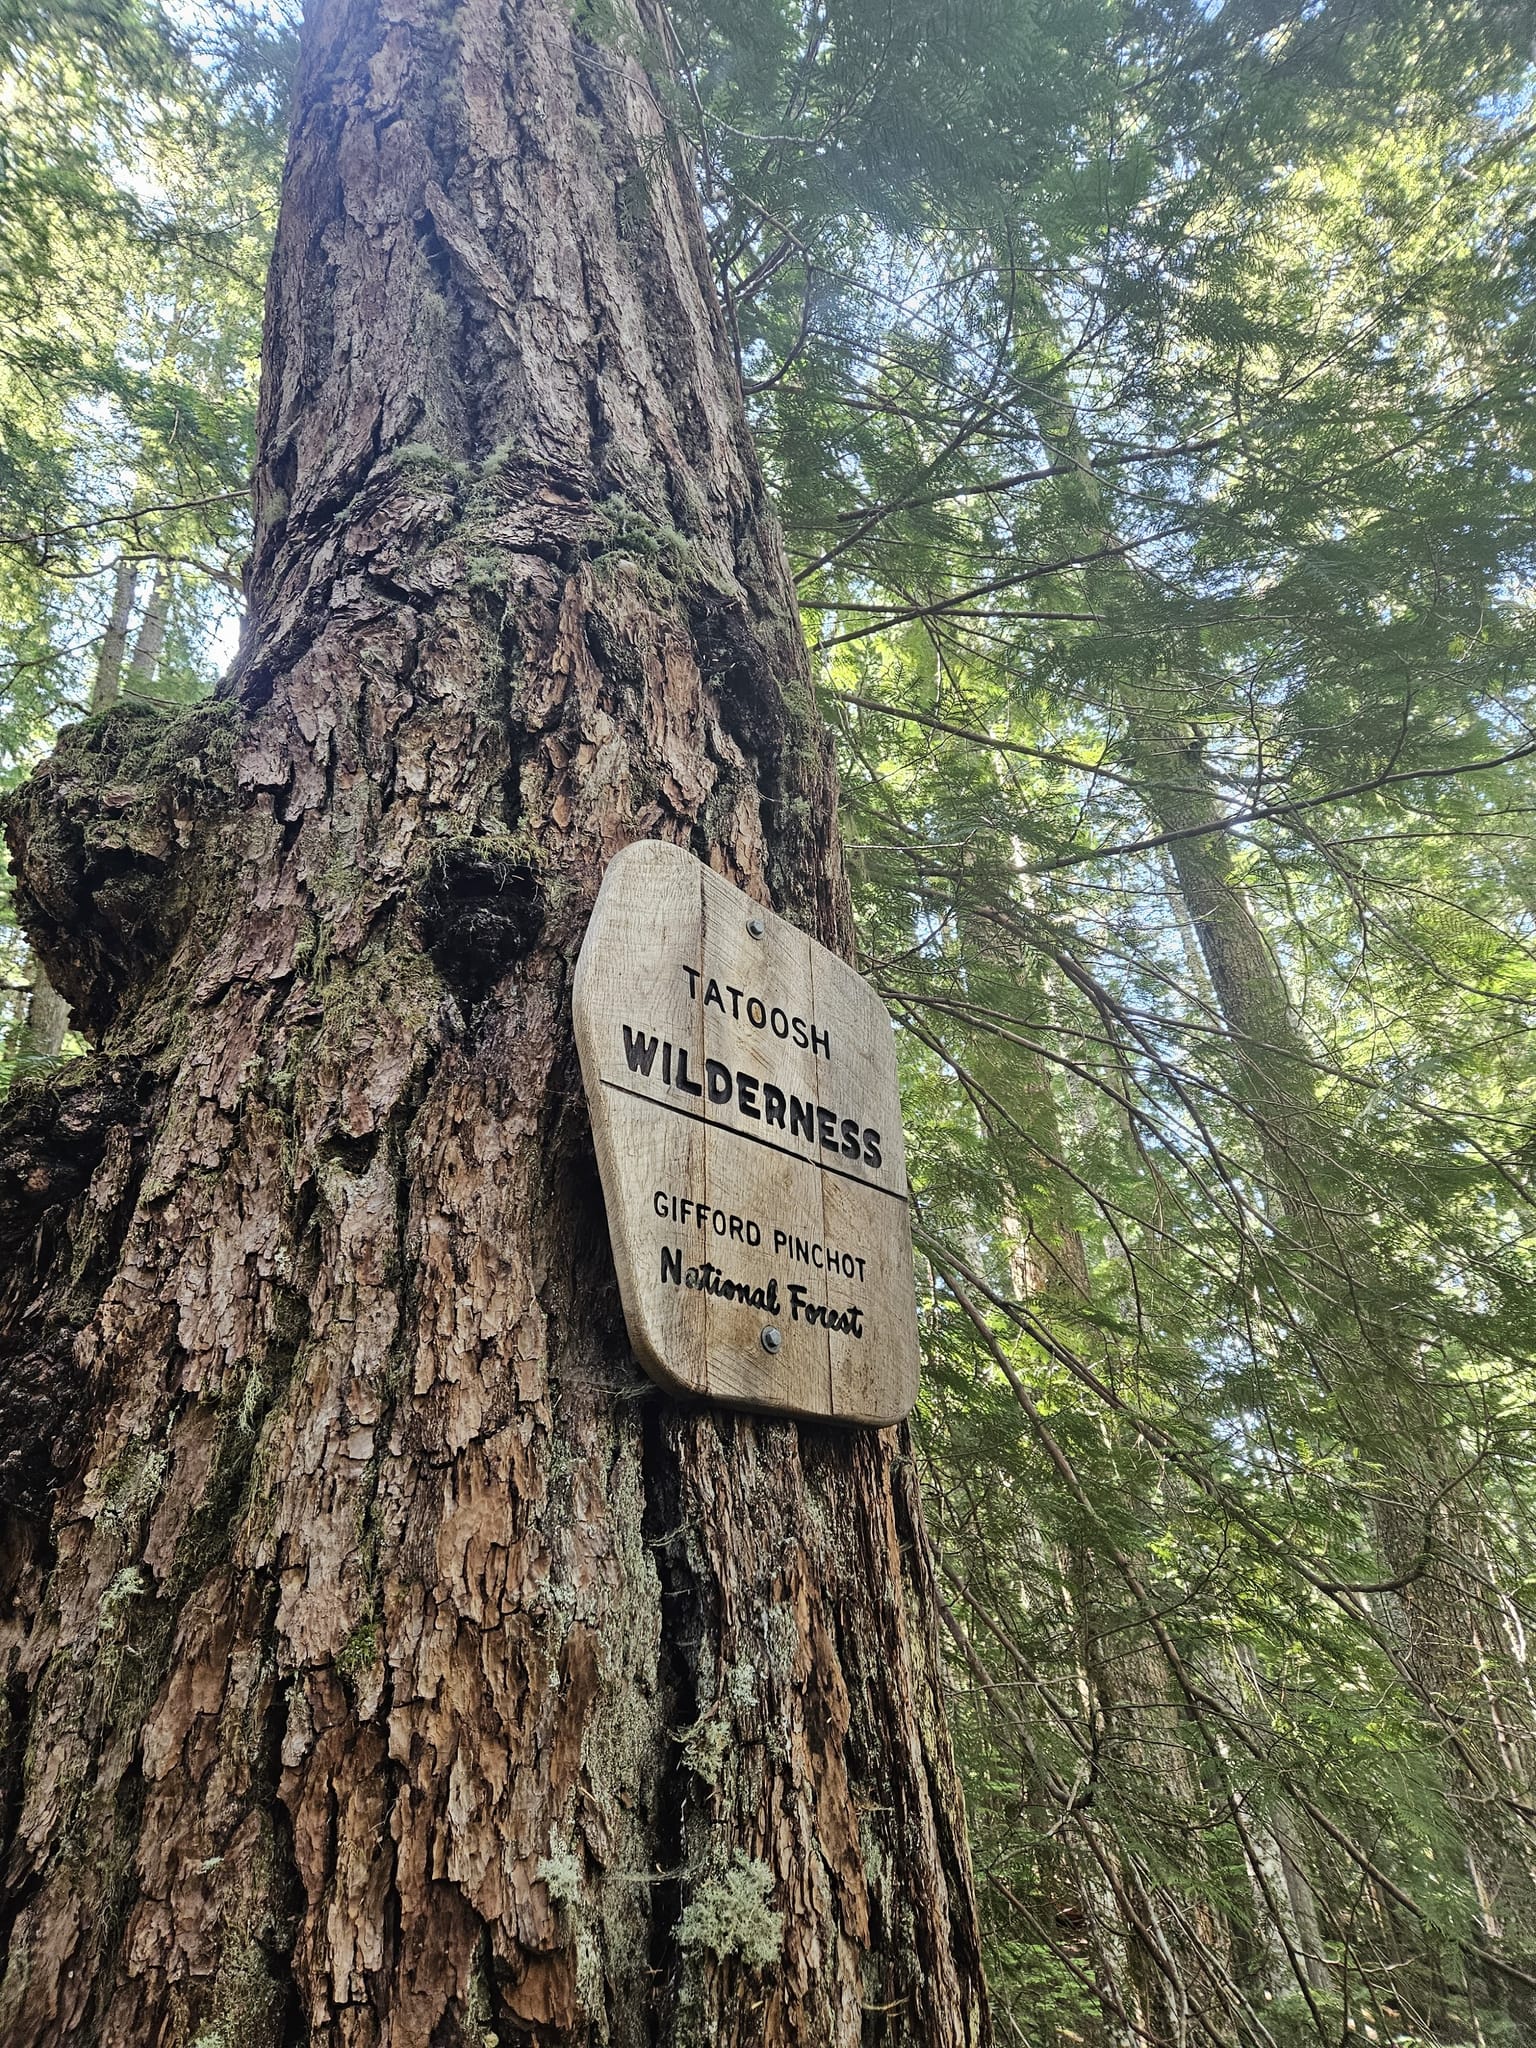 TATOOSH
WILDERNESS
GIFFORD PINCHOT
National Forest